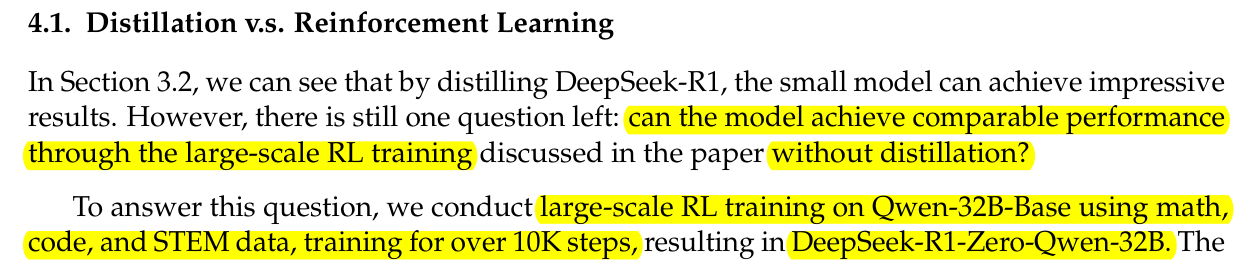 4.1. Distillation v.s. Reinforcement Learning
In Section 3.2, we can see that by distilling DeepSeek-R1, the small model can achieve impressive
results. However, there is still one question left: can the model achieve comparable performance
through the large-scale RL training discussed in the paper without distillation?
To answer this question, we conduct large-scale RL training on Qwen-32B-Base using math,
code, and STEM data, training for over 10K steps, resulting in DeepSeek-R1-Zero-Qwen-32B. The